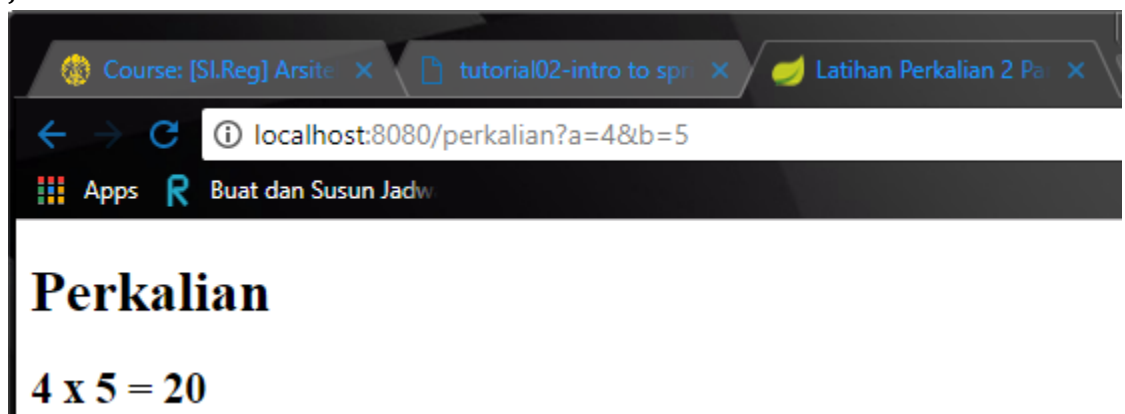 Course: [SI.Reg] Arsite
tutorial02-intro to spri
Latihan Perkalian 2 Pa
localhost:8080/perkalian?a=4&b=5
Apps
Buat dan Susun Jadw
Perkalian
4 x 5 = 20